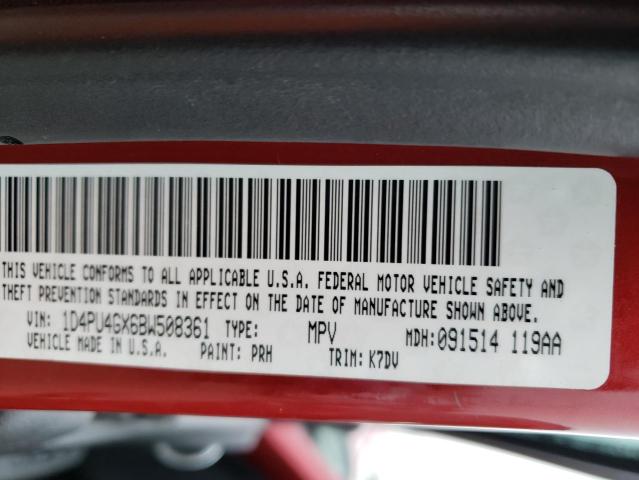 THIS VEHICLE CONFORMS TO ALL APPLICABLE U.S.A. FEDERAL MOTOR VEHICLE SAFETY AND
THEFT PREVENTION STANDARDS IN EFFECT ON THE DATE OF MANUFACTURE SHOWN ABOVE.
VIN: 1D4PU4GX6BW508361 TYPE: MPV MDH:091514 119AA
VEHICLE MADE IN U.S.A. PAINT: PRH TRIM: K7DV